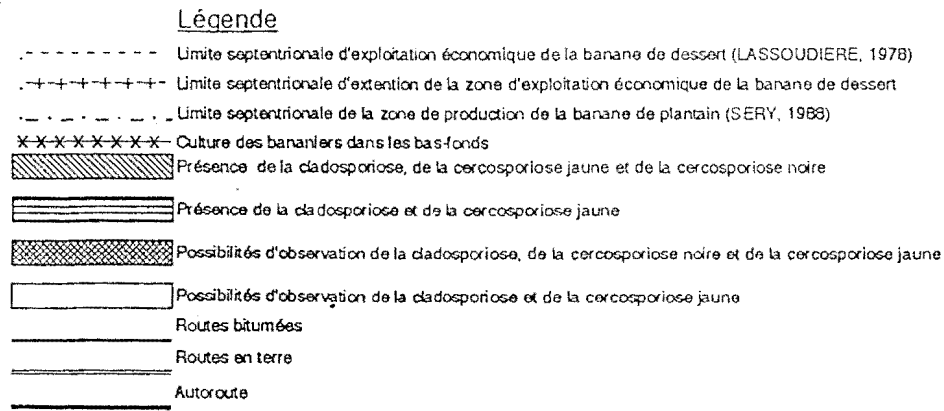 Légende
Limite septentrionale d'exploitation économique de la banane de dessert (LASSOUDIERE, 1978)
Limite septentrionale d'extention de la zone d'exploitation économique de la banane de dessert
Limite septentrionale de la zone de production de la banane de plantain (SERY, 1988)
Culture des bananiers dans les bas-fonds
Présence de la cladosporiose, de la cercosporiose jaune et de la cercosporiose noire
Présence de la cladosporiose et de la cercosporiose jaune
Possibilités d'observation de la cladosporiose, de la cercosporiose noire et de la cercosporiose jaune
Possibilités d'observation de la cladosporiose et de la cercosporiose jaune
Routes bitumées
Routes en terre
Autoroute